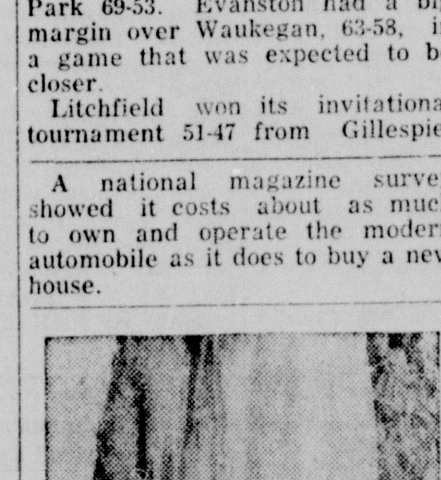 Park 69-53. Evanston had a
margin over Waukegan, 63-58,
a game that was expected to
closer.
Litchfield won its invitationa
tournament 51-47 from Gillespie
A national magazine surve
showed it costs about as muc
to own and operate the moder
automobile as it does to buy a
house.